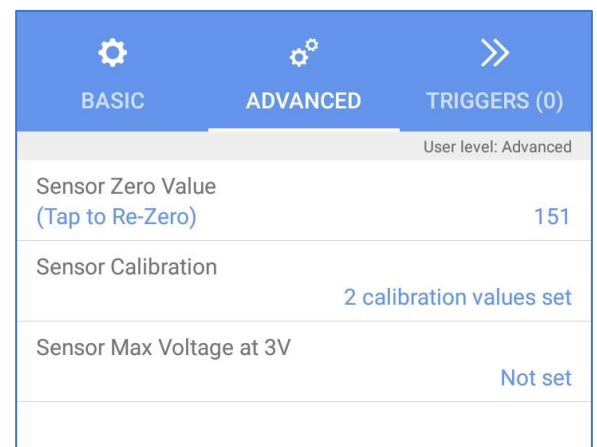 BASIC ADVANCED TRIGGERS (0)
User level: Advanced
Sensor Zero Value
(Tap to Re-Zero) 151
Sensor Calibration
2 calibration values set
Sensor Max Voltage at 3V
Not set